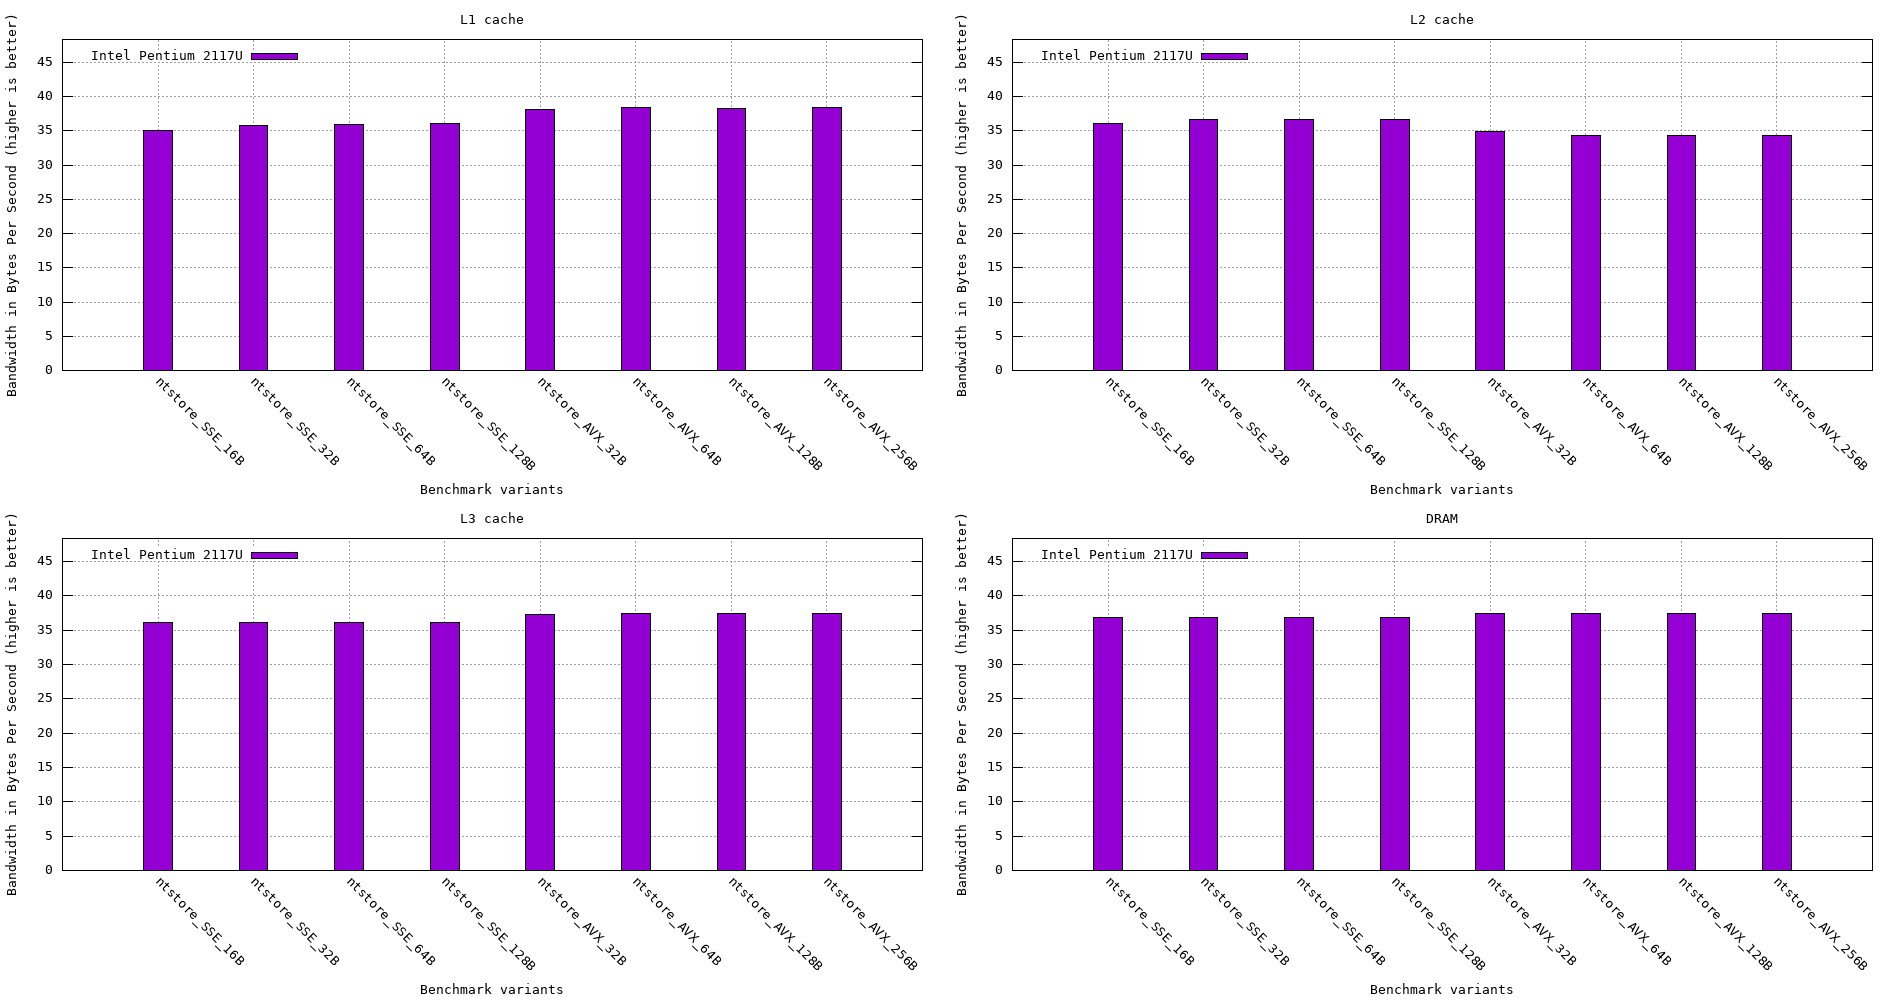 L1 cache
Bandwidth in Bytes Per Second (higher is better)
Intel Pentium 2117U
45
40
35
30
25
20
15
10
5
0
ntstore_SSE_16B
ntstore_SSE_32B
ntstore_SSE_64B
ntstore_SSE_128B
ntstore_AVX_32B
ntstore_AVX_64B
ntstore_AVX_128B
ntstore_AVX_256B
Benchmark variants
L2 cache
Bandwidth in Bytes Per Second (higher is better)
Intel Pentium 2117U
45
40
35
30
25
20
15
10
5
0
ntstore_SSE_16B
ntstore_SSE_32B
ntstore_SSE_64B
ntstore_SSE_128B
ntstore_AVX_32B
ntstore_AVX_64B
ntstore_AVX_128B
ntstore_AVX_256B
Benchmark variants
L3 cache
Bandwidth in Bytes Per Second (higher is better)
Intel Pentium 2117U
45
40
35
30
25
20
15
10
5
0
ntstore_SSE_16B
ntstore_SSE_32B
ntstore_SSE_64B
ntstore_SSE_128B
ntstore_AVX_32B
ntstore_AVX_64B
ntstore_AVX_128B
ntstore_AVX_256B
Benchmark variants
DRAM
Bandwidth in Bytes Per Second (higher is better)
Intel Pentium 2117U
45
40
35
30
25
20
15
10
5
0
ntstore_SSE_16B
ntstore_SSE_32B
ntstore_SSE_64B
ntstore_SSE_128B
ntstore_AVX_32B
ntstore_AVX_64B
ntstore_AVX_128B
ntstore_AVX_256B
Benchmark variants